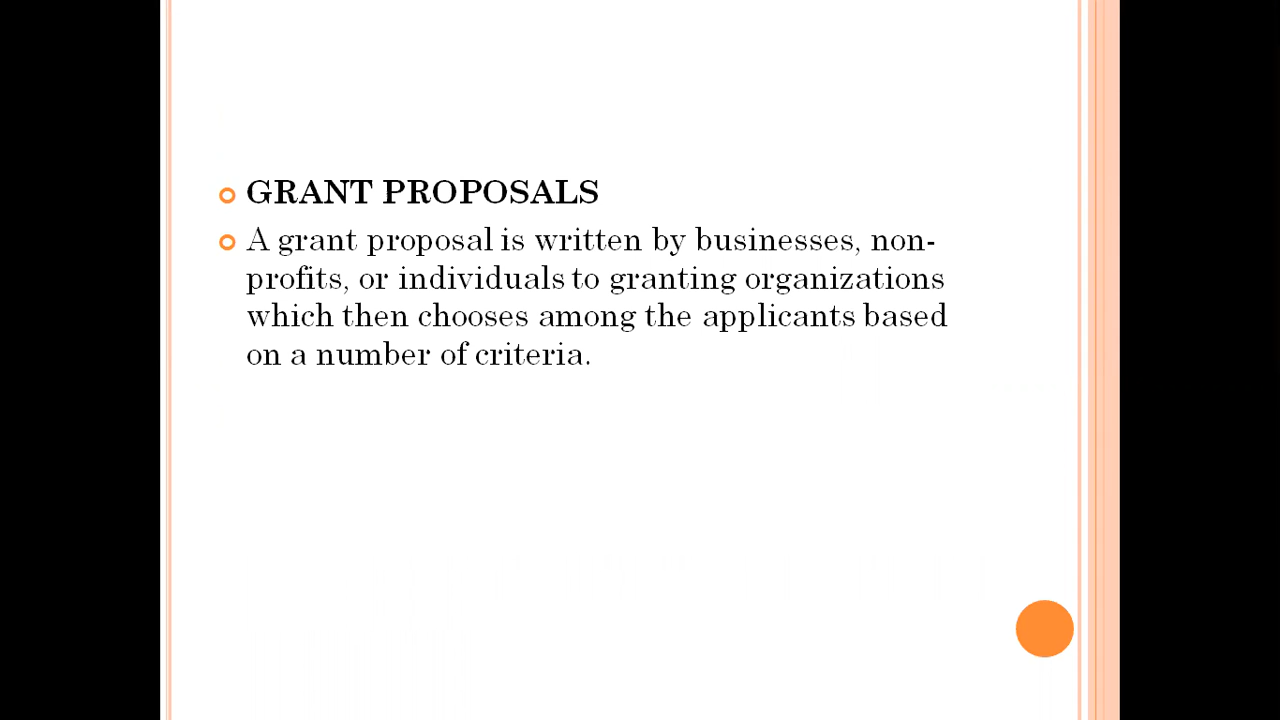 GRANT PROPOSALS
A grant proposal is written by businesses, non-
profits, or individuals to granting organizations
which then chooses among the applicants based
on a number of criteria.